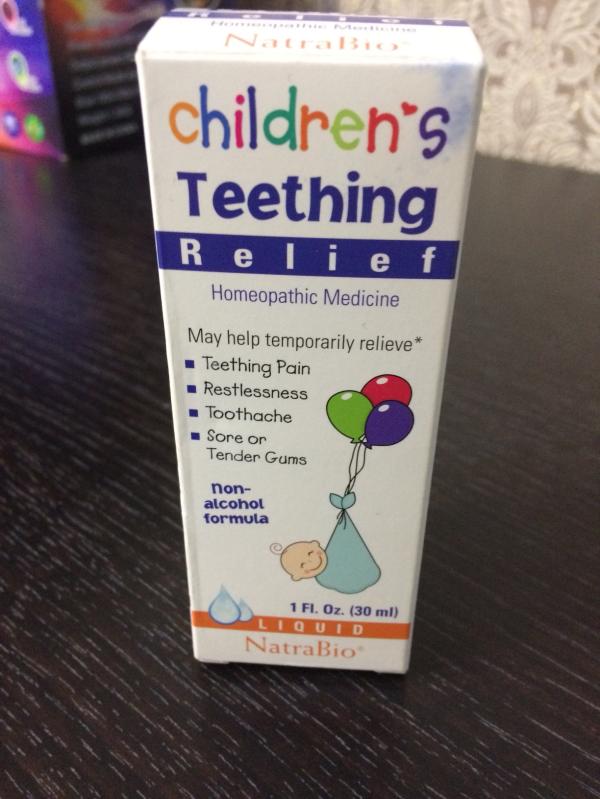 Relief
Homeopathic Medicine
NatraBio®
children's
Teething
Relief
Homeopathic Medicine
May help temporarily relieve*
Teething Pain
Restlessness
Toothache
Sore or
Tender Gums
non-
alcohol
formula
1 Fl. Oz. (30 ml)
LIQUID
NatraBio®